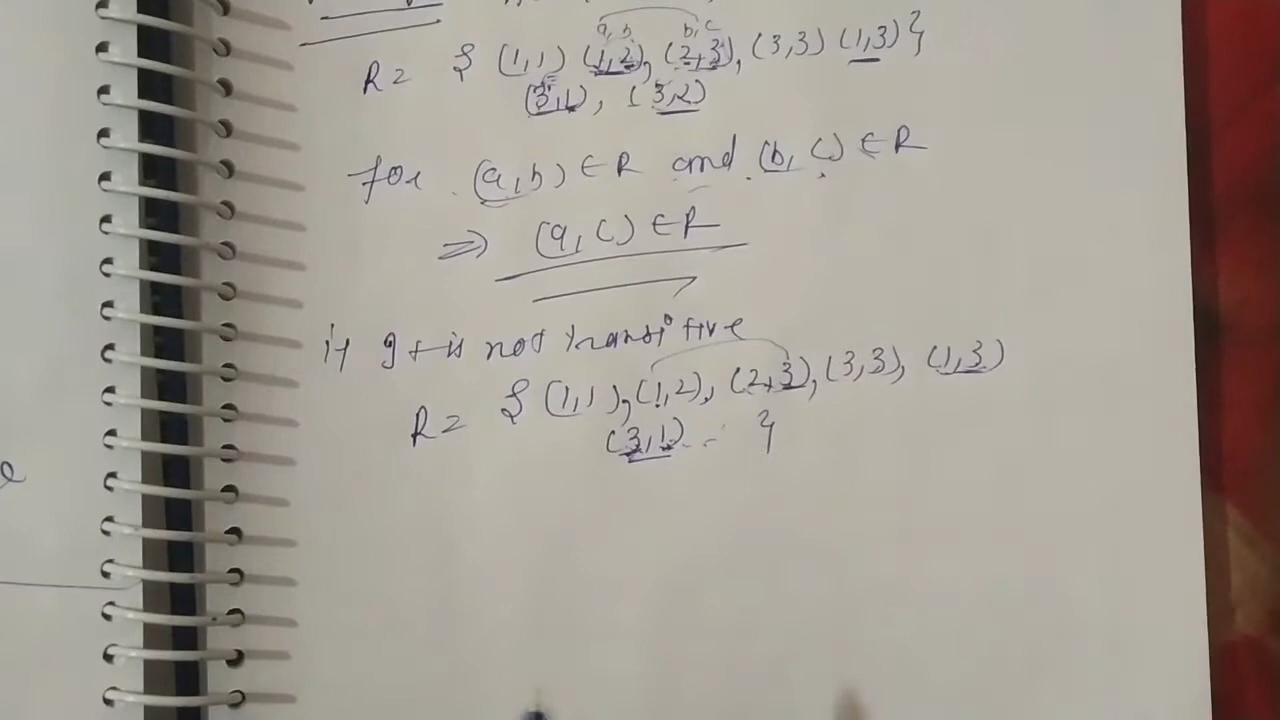 a, b b, c
R = { (1,1) (1,2), (2,3), (3,3) (1,3) }
(3,1), (3,2)
for (a,b) ∈ R and (b, c) ∈ R
⇒ (a, c) ∈ R
if It is not transitive
R = { (1,1), (1,2), (2,3), (3,3), (1,3)
(3,1) - - }